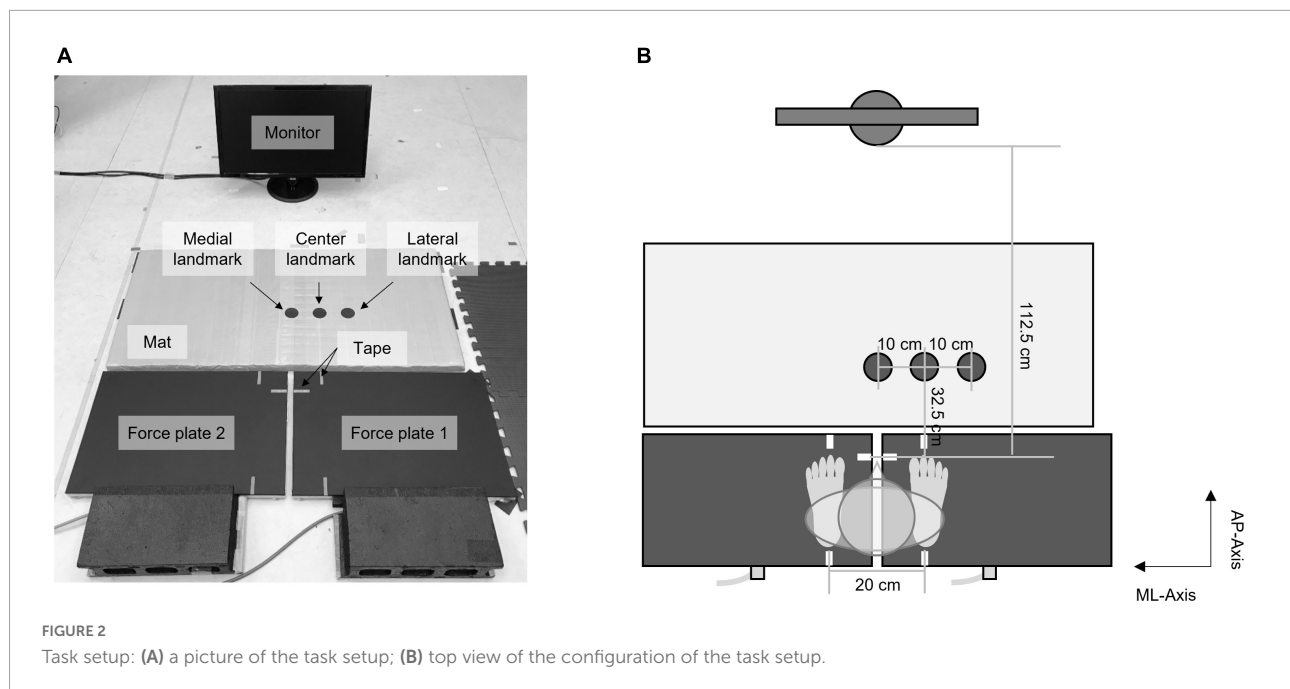 A
Monitor
Medial
landmark
Center
landmark
Lateral
landmark
Mat
Tape
Force plate 2
Force plate 1
B
112.5 cm
10 cm 10 cm
32.5 cm
20 cm
AP-Axis
ML-Axis
FIGURE 2
Task setup: (A) a picture of the task setup; (B) top view of the configuration of the task setup.